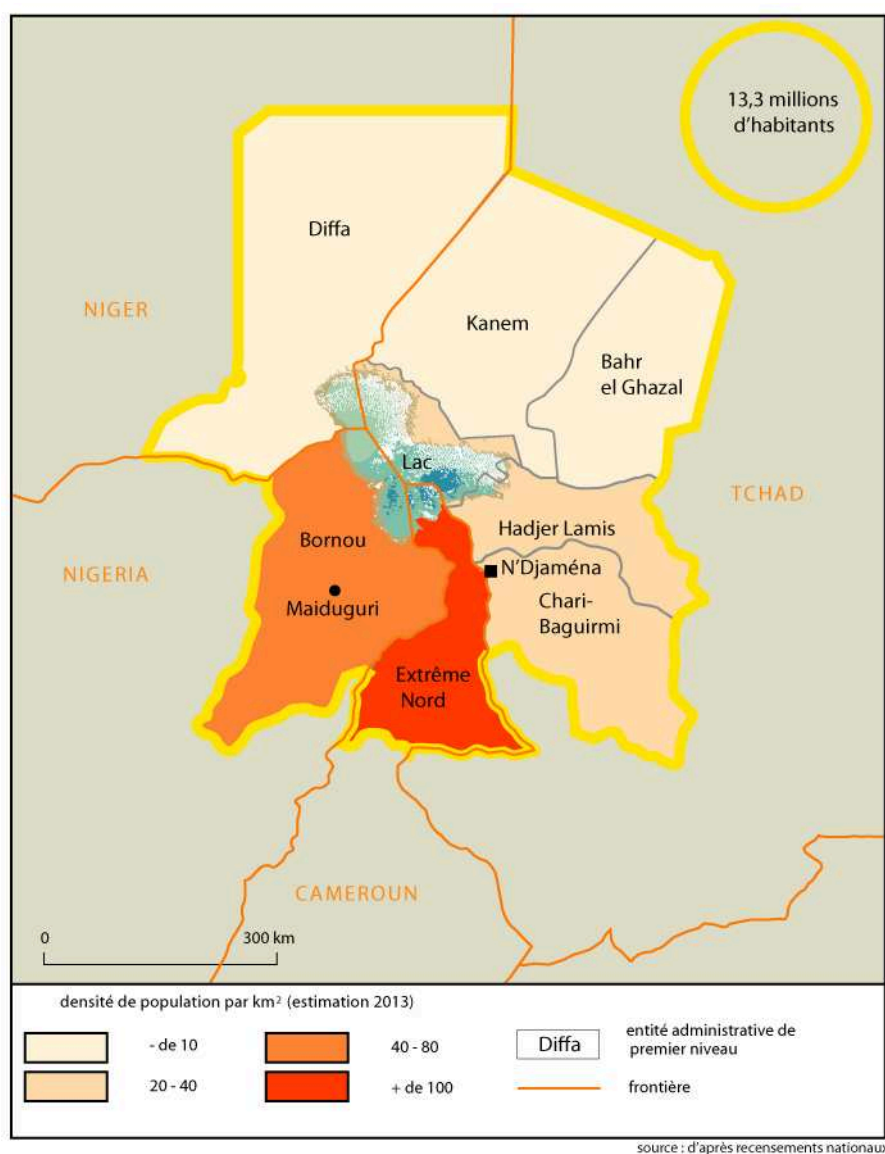 13,3 millions
d'habitants
Diffa
NIGER
Kanem
Bahr
el Ghazal
Lac
TCHAD
Hadjer Lamis
Bornou
NIGERIA
N'Djaména
Maiduguri
Chari-
Baguirmi
Extrême
Nord
CAMEROUN
0
300 km
densité de population par km² (estimation 2013)
- de 10
40 - 80
Diffa
entité administrative de
premier niveau
20 - 40
+ de 100
frontière
source : d'après recensements nationaux